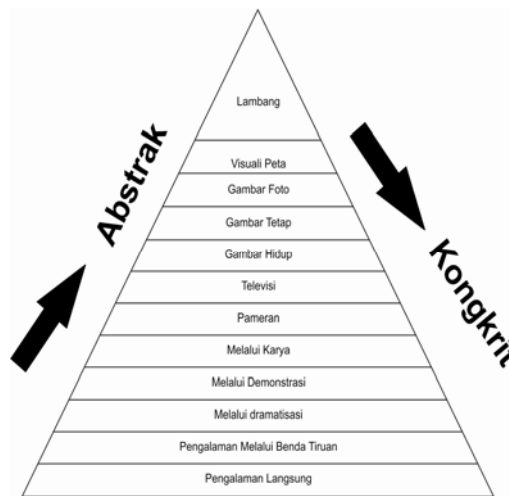 Lambang
Visuali Peta
Gambar Foto
Gambar Tetap
Gambar Hidup
Televisi
Pameran
Melalui Karya
Melalui Demonstrasi
Melalui dramatisasi
Pengalaman Melalui Benda Tiruan
Pengalaman Langsung
Abstrak
Kongkrit